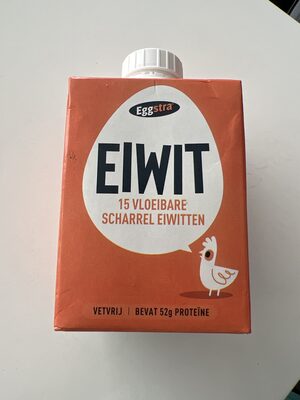 Eggstra
EIWIT
15 VLOEIBARE
SCHARREL EIWITTEN
VETVRIJ | BEVAT 52g PROTEÏNE